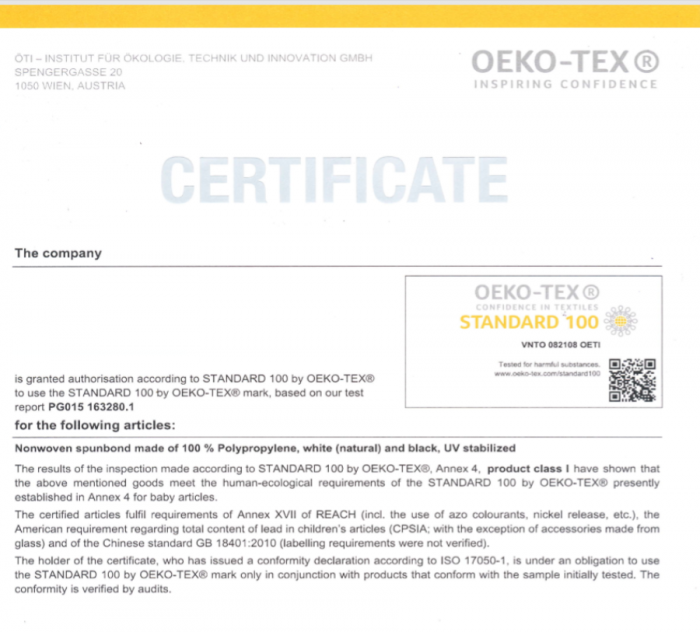 ÖTI – INSTITUT FÜR ÖKOLOGIE, TECHNIK UND INNOVATION GMBH
SPENGERGASSE 20
1050 WIEN, AUSTRIA
OEKO-TEX®
INSPIRING CONFIDENCE
CERTIFICATE
The company
OEKO-TEX®
CONFIDENCE IN TEXTILES
STANDARD 100
VNTO 082108 OETI
Tested for harmful substances.
www.oeko-tex.com/standard100
is granted authorisation according to STANDARD 100 by OEKO-TEX®
to use the STANDARD 100 by OEKO-TEX® mark, based on our test
report PG015 163280.1
for the following articles:
Nonwoven spunbond made of 100 % Polypropylene, white (natural) and black, UV stabilized
The results of the inspection made according to STANDARD 100 by OEKO-TEX®, Annex 4, product class I have shown that
the above mentioned goods meet the human-ecological requirements of the STANDARD 100 by OEKO-TEX® presently
established in Annex 4 for baby articles.
The certified articles fulfil requirements of Annex XVII of REACH (incl. the use of azo colourants, nickel release, etc.), the
American requirement regarding total content of lead in children's articles (CPSIA; with the exception of accessories made from
glass) and of the Chinese standard GB 18401:2010 (labelling requirements were not verified).
The holder of the certificate, who has issued a conformity declaration according to ISO 17050-1, is under an obligation to use
the STANDARD 100 by OEKO-TEX® mark only in conjunction with products that conform with the sample initially tested. The
conformity is verified by audits.